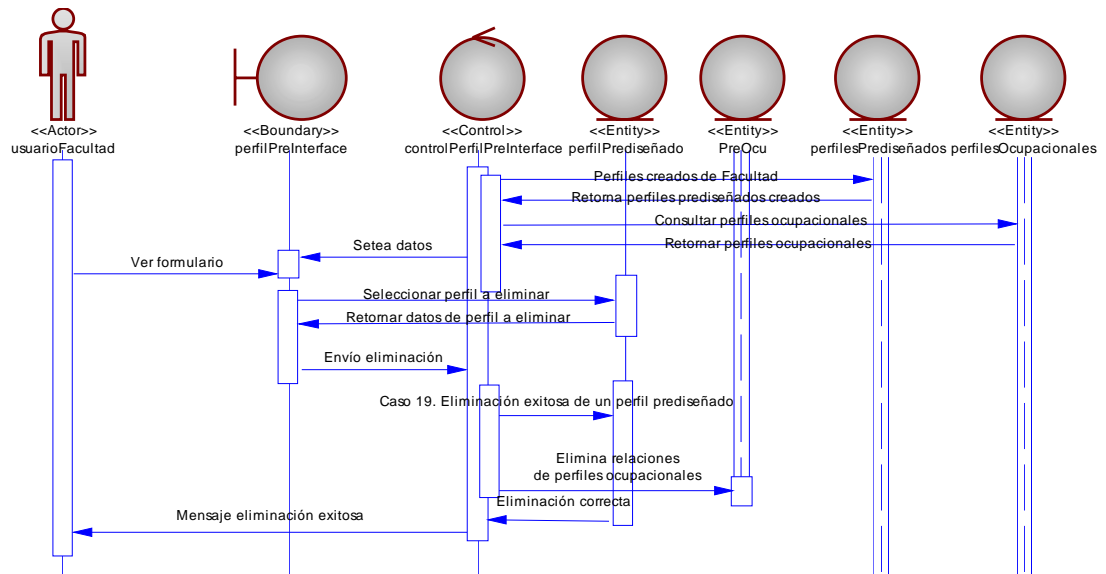 <<Actor>>
usuarioFacultad
<<Boundary>>
perfilPreInterface
<<Control>>
controlPerfilPreInterface
<<Entity>>
perfilPrediseñado
<<Entity>>
PreOcu
<<Entity>>
perfilesPrediseñados
<<Entity>>
perfilesOcupacionales
Perfiles creados de Facultad
Retorna perfiles prediseñados creados
Consultar perfiles ocupacionales
Retornar perfiles ocupacionales
Setea datos
Ver formulario
Seleccionar perfil a eliminar
Retornar datos de perfil a eliminar
Envío eliminación
Caso 19. Eliminación exitosa de un perfil prediseñado
Elimina relaciones
de perfiles ocupacionales
Eliminación correcta
Mensaje eliminación exitosa